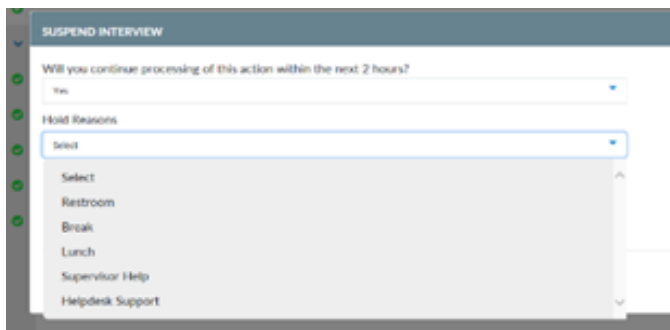 SUSPEND INTERVIEW
Will you continue processing of this action within the next 2 hours?
Yes
Hold Reasons
Select
Select
Restroom
Break
Lunch
Supervisor Help
Helpdesk Support